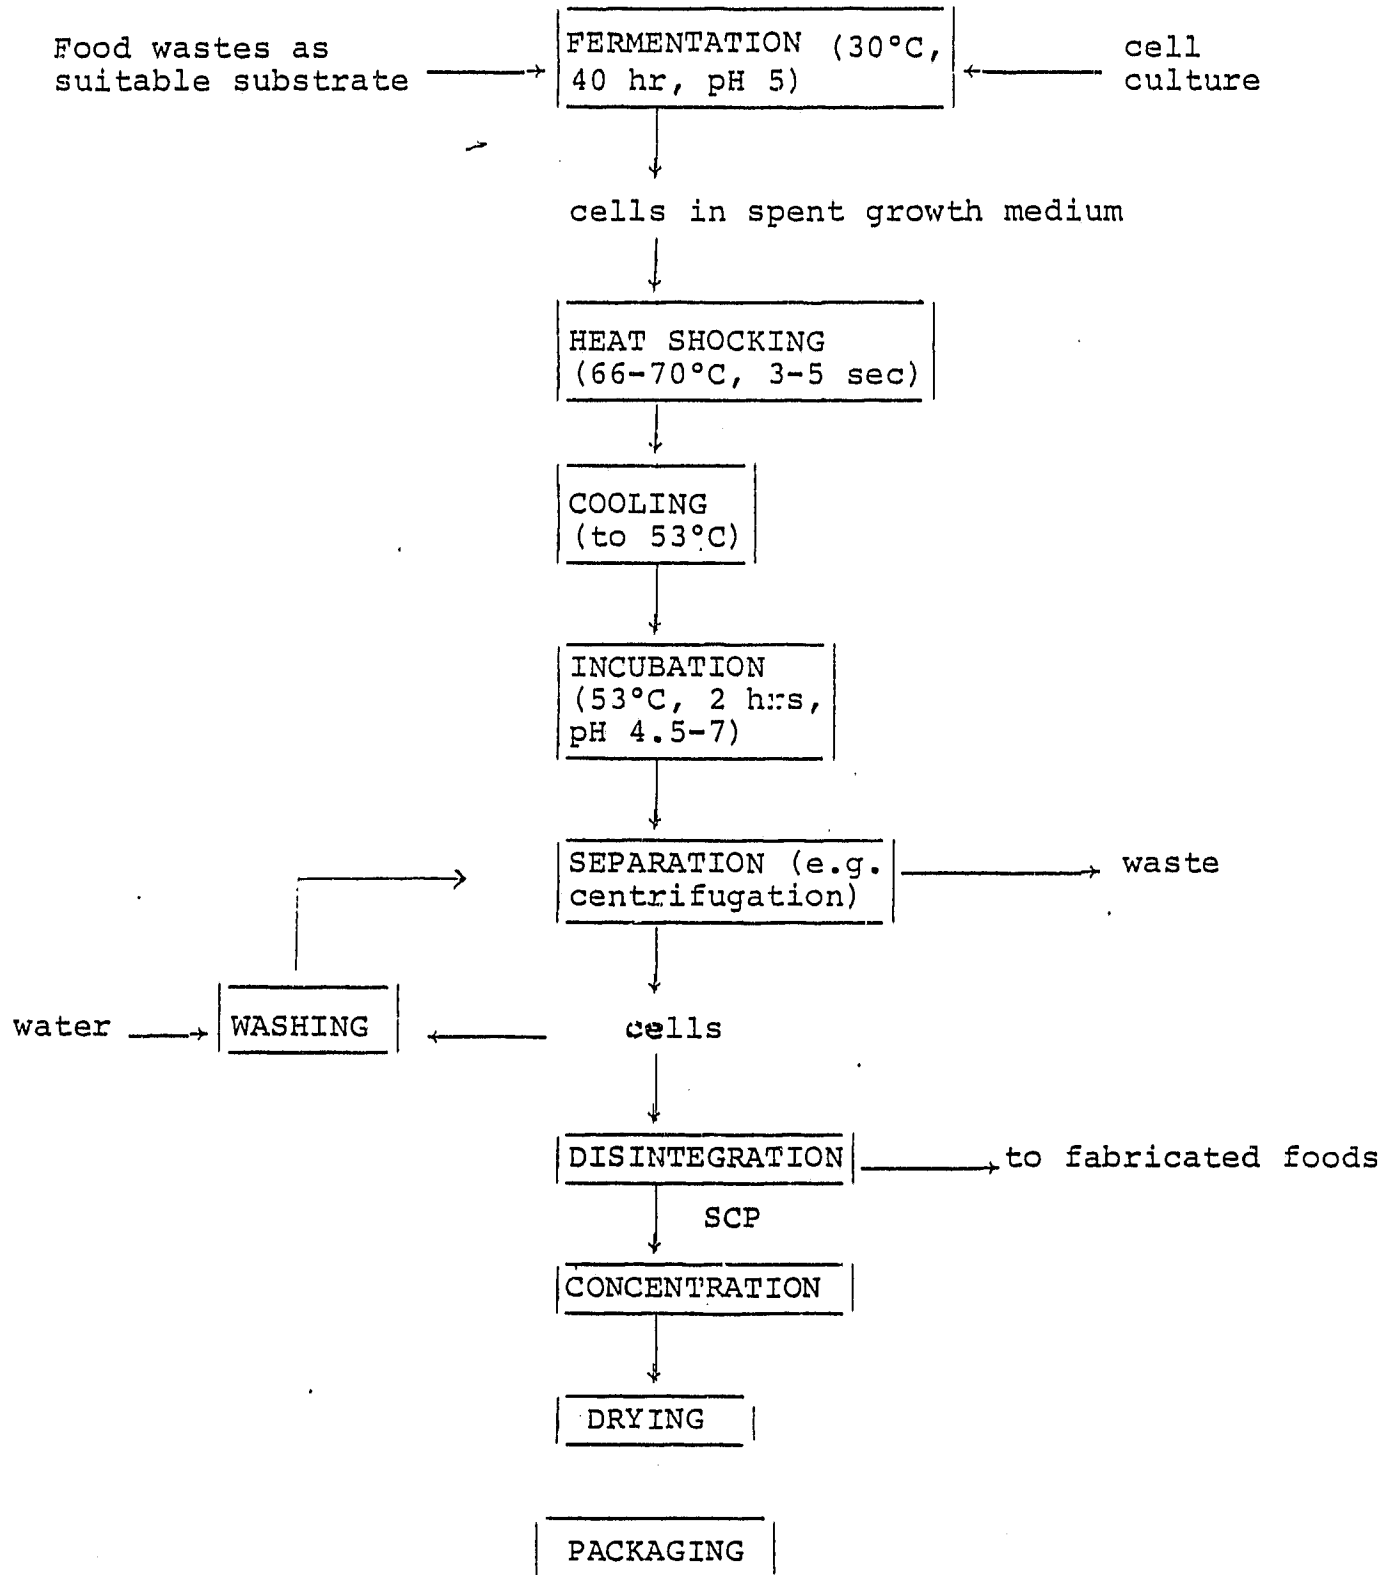 Food wastes as
suitable substrate
FERMENTATION (30°C,
40 hr, pH 5)
cell
culture
cells in spent growth medium
HEAT SHOCKING
(66-70°C, 3-5 sec)
COOLING
(to 53°C)
INCUBATION
(53°C, 2 hrs,
pH 4.5-7)
SEPARATION (e.g.
centrifugation)
waste
water
WASHING
cells
DISINTEGRATION
to fabricated foods
SCP
CONCENTRATION
DRYING
PACKAGING